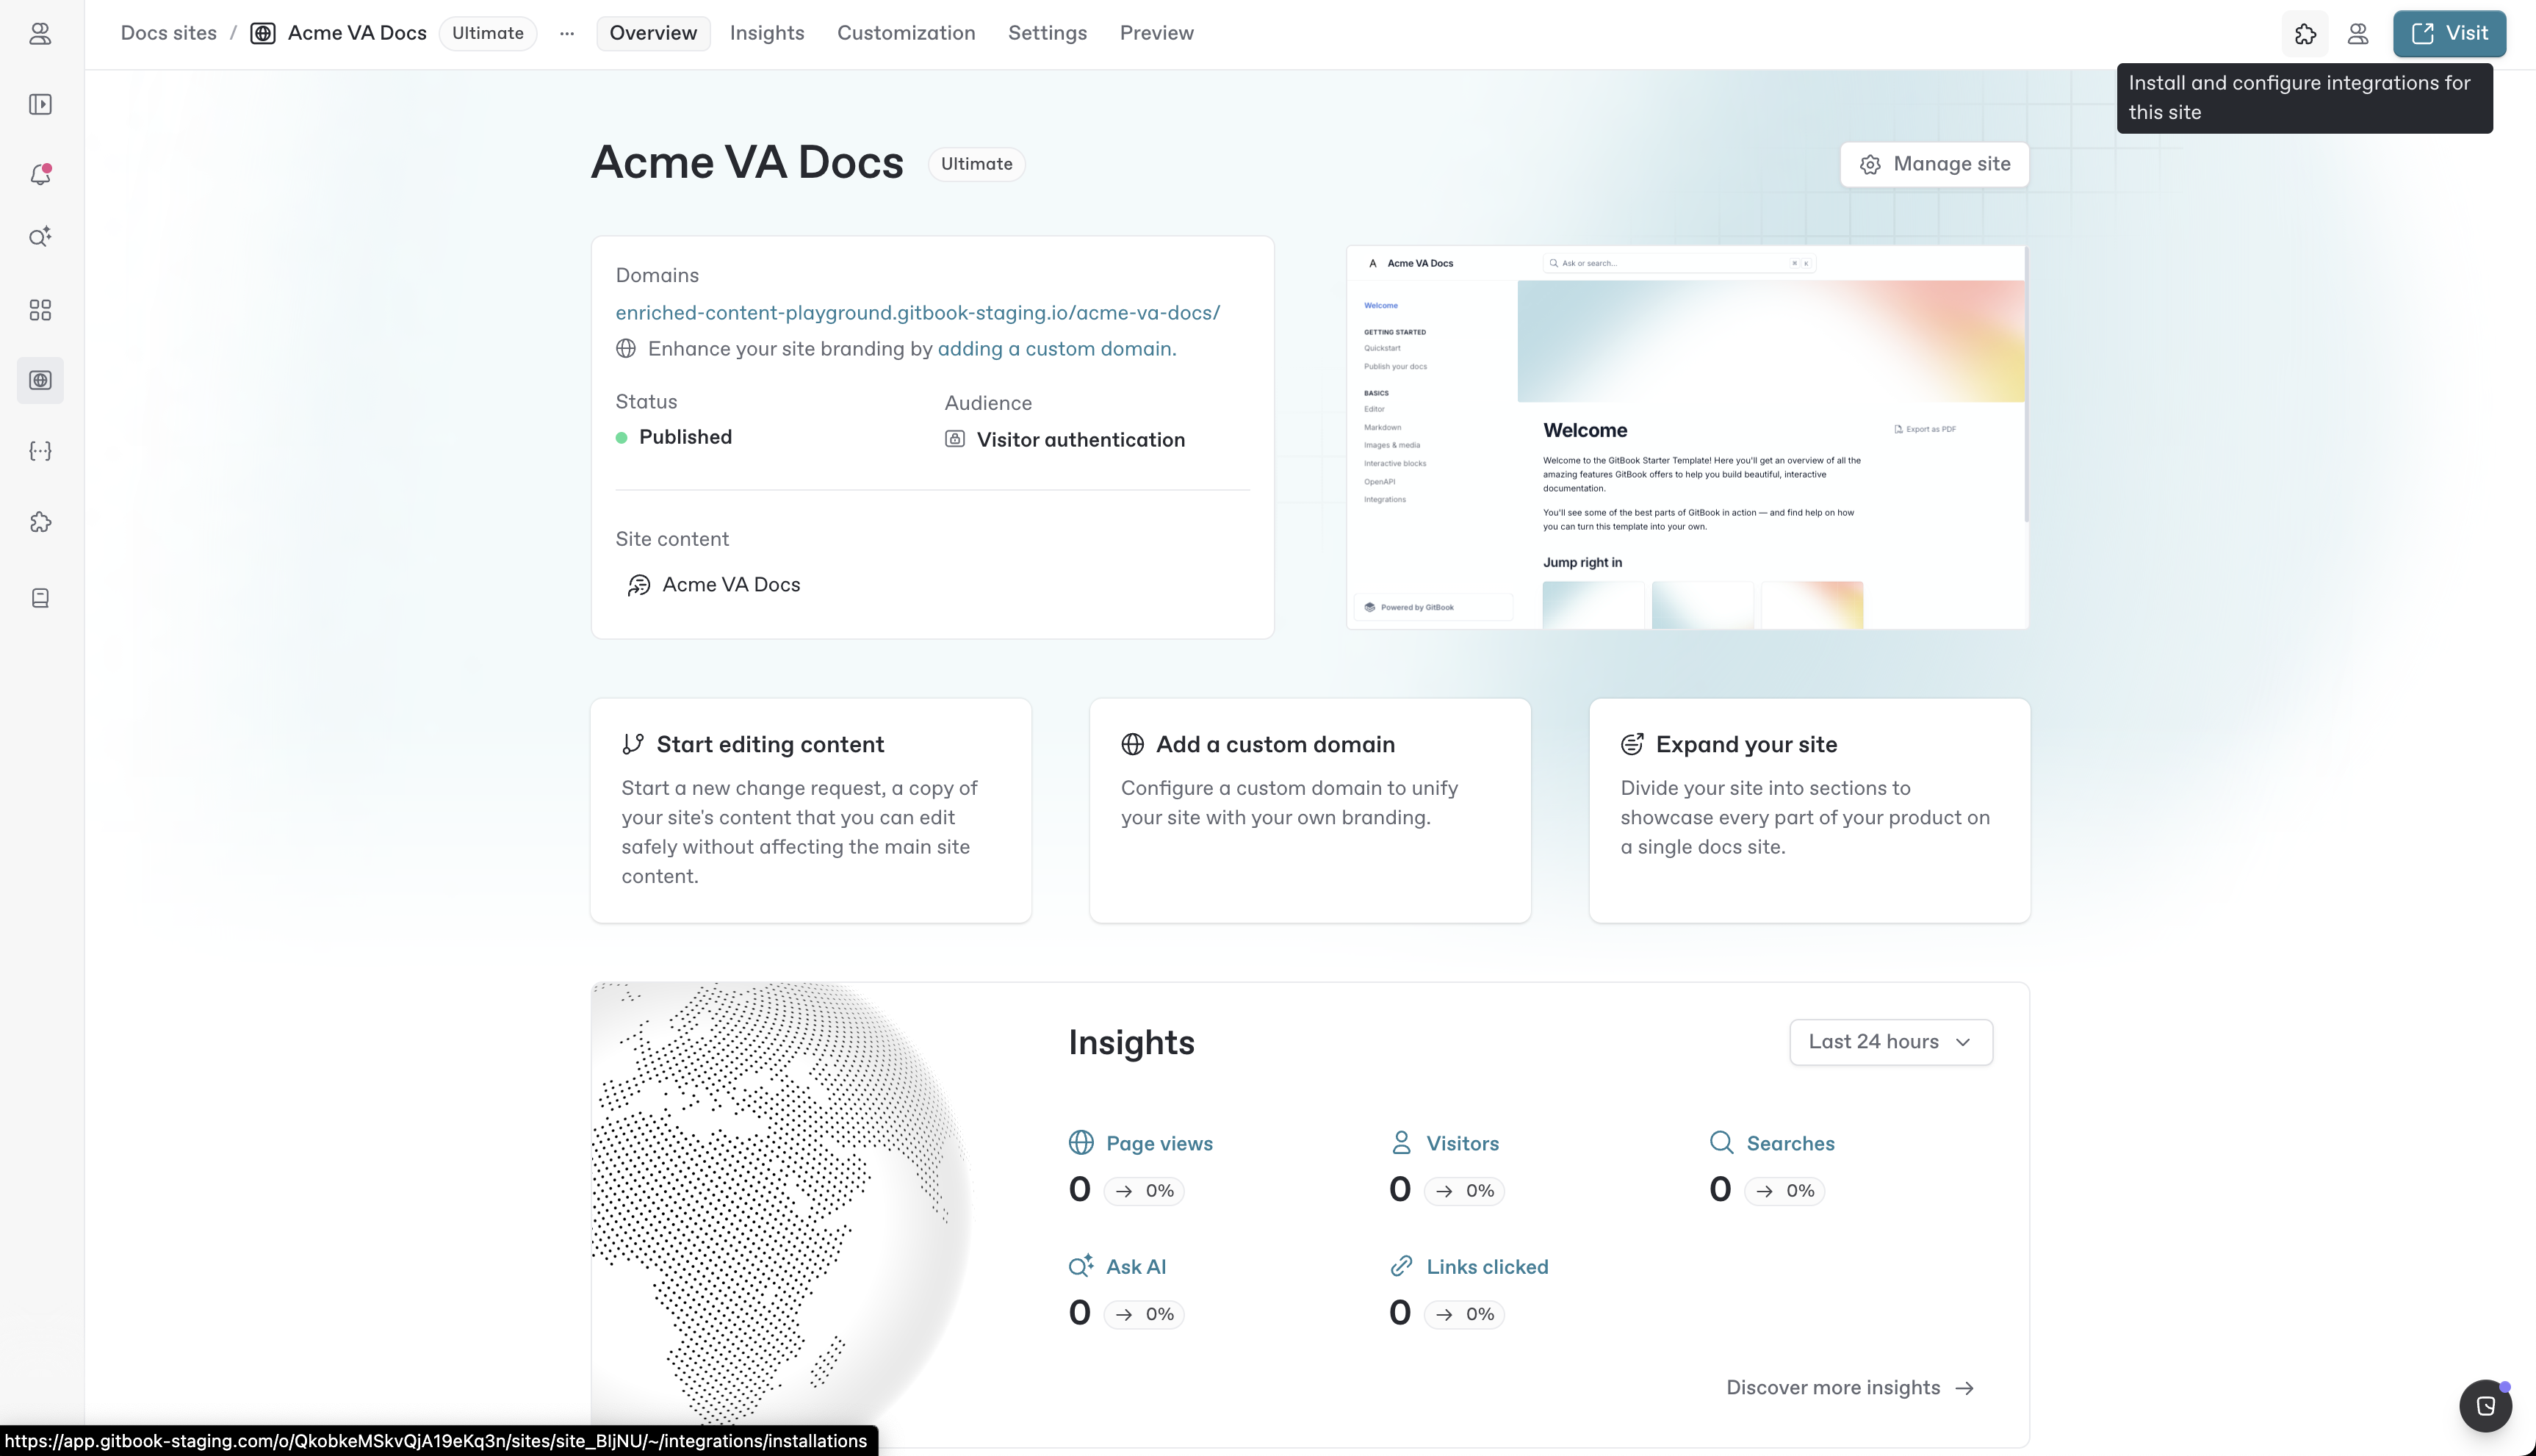 Docs sites / Acme VA Docs Ultimate ... Overview Insights Customization Settings Preview Visit
Install and configure integrations for
this site
Acme VA Docs Ultimate Manage site
Domains
enriched-content-playground.gitbook-staging.io/acme-va-docs/
Enhance your site branding by adding a custom domain.
Status Audience
Published Visitor authentication
Site content
Acme VA Docs
A Acme VA Docs Ask or search... ⌘ K
Welcome
GETTING STARTED
Quickstart
Publish your docs
BASICS
Editor
Markdown
Images & media
Interactive blocks
OpenAPI
Integrations
Powered by GitBook
Welcome Export as PDF
Welcome to the GitBook Starter Template! Here you'll get an overview of all the
amazing features GitBook offers to help you build beautiful, interactive
documentation.
You'll see some of the best parts of GitBook in action — and find help on how
you can turn this template into your own.
Jump right in
Start editing content
Start a new change request, a copy of
your site's content that you can edit
safely without affecting the main site
content.
Add a custom domain
Configure a custom domain to unify
your site with your own branding.
Expand your site
Divide your site into sections to
showcase every part of your product on
a single docs site.
Insights Last 24 hours
Page views Visitors Searches
0 → 0% 0 → 0% 0 → 0%
Ask AI Links clicked
0 → 0% 0 → 0%
Discover more insights →
https://app.gitbook-staging.com/o/QkobkeMSkvQjA19eKq3n/sites/site_BIjNU/~/integrations/installations